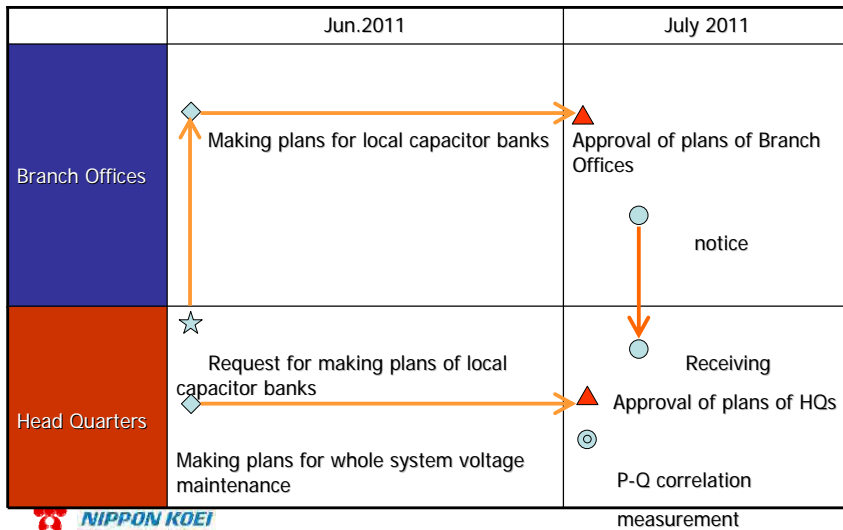 Jun.2011
July 2011
Branch Offices
Making plans for local capacitor banks
Approval of plans of Branch
Offices
notice
Head Quarters
Request for making plans of local
capacitor banks
Making plans for whole system voltage
maintenance
Receiving
Approval of plans of HQs
P-Q correlation
measurement
NIPPON KOEI